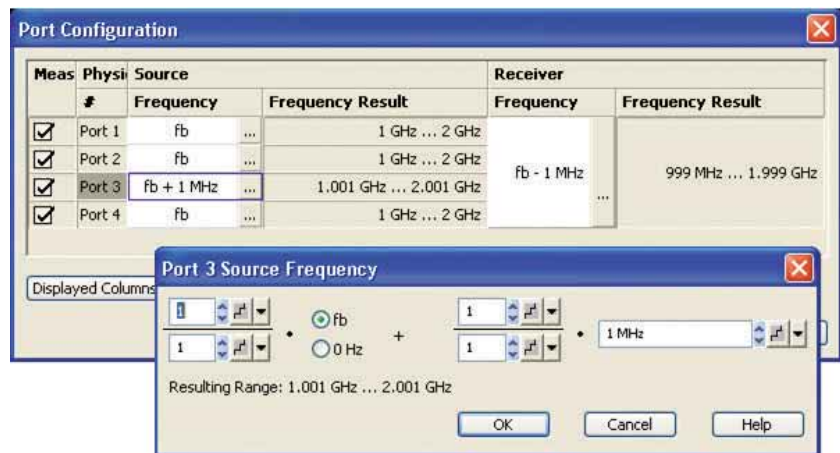 Port Configuration
Meas Physi Source Receiver
# Frequency Frequency Result Frequency Frequency Result
Port 1 fb ... 1 GHz ... 2 GHz
Port 2 fb ... 1 GHz ... 2 GHz
fb - 1 MHz ... 999 MHz ... 1.999 GHz
Port 3 fb + 1 MHz ... 1.001 GHz ... 2.001 GHz
Port 4 fb ... 1 GHz ... 2 GHz
Displayed Columns
Port 3 Source Frequency
1 fb 1
• + • 1 MHz
1 0 Hz 1
Resulting Range: 1.001 GHz ... 2.001 GHz
OK Cancel Help